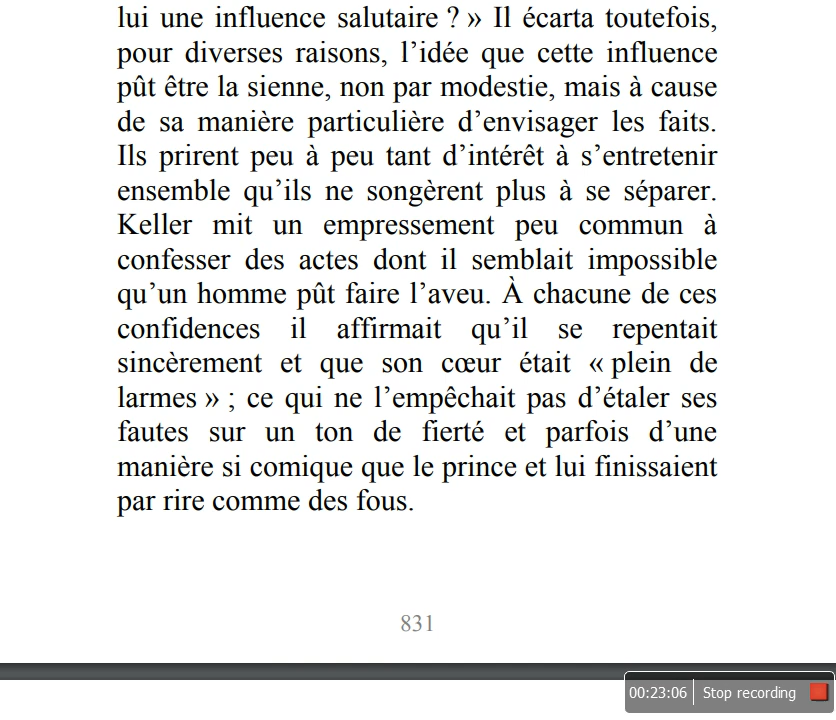 lui une influence salutaire ? » Il écarta toutefois,
pour diverses raisons, l’idée que cette influence
pût être la sienne, non par modestie, mais à cause
de sa manière particulière d’envisager les faits.
Ils prirent peu à peu tant d’intérêt à s’entretenir
ensemble qu’ils ne songèrent plus à se séparer.
Keller mit un empressement peu commun à
confesser des actes dont il semblait impossible
qu’un homme pût faire l’aveu. À chacune de ces
confidences il affirmait qu’il se repentait
sincèrement et que son cœur était « plein de
larmes » ; ce qui ne l’empêchait pas d’étaler ses
fautes sur un ton de fierté et parfois d’une
manière si comique que le prince et lui finissaient
par rire comme des fous.
831
00:23:06 Stop recording